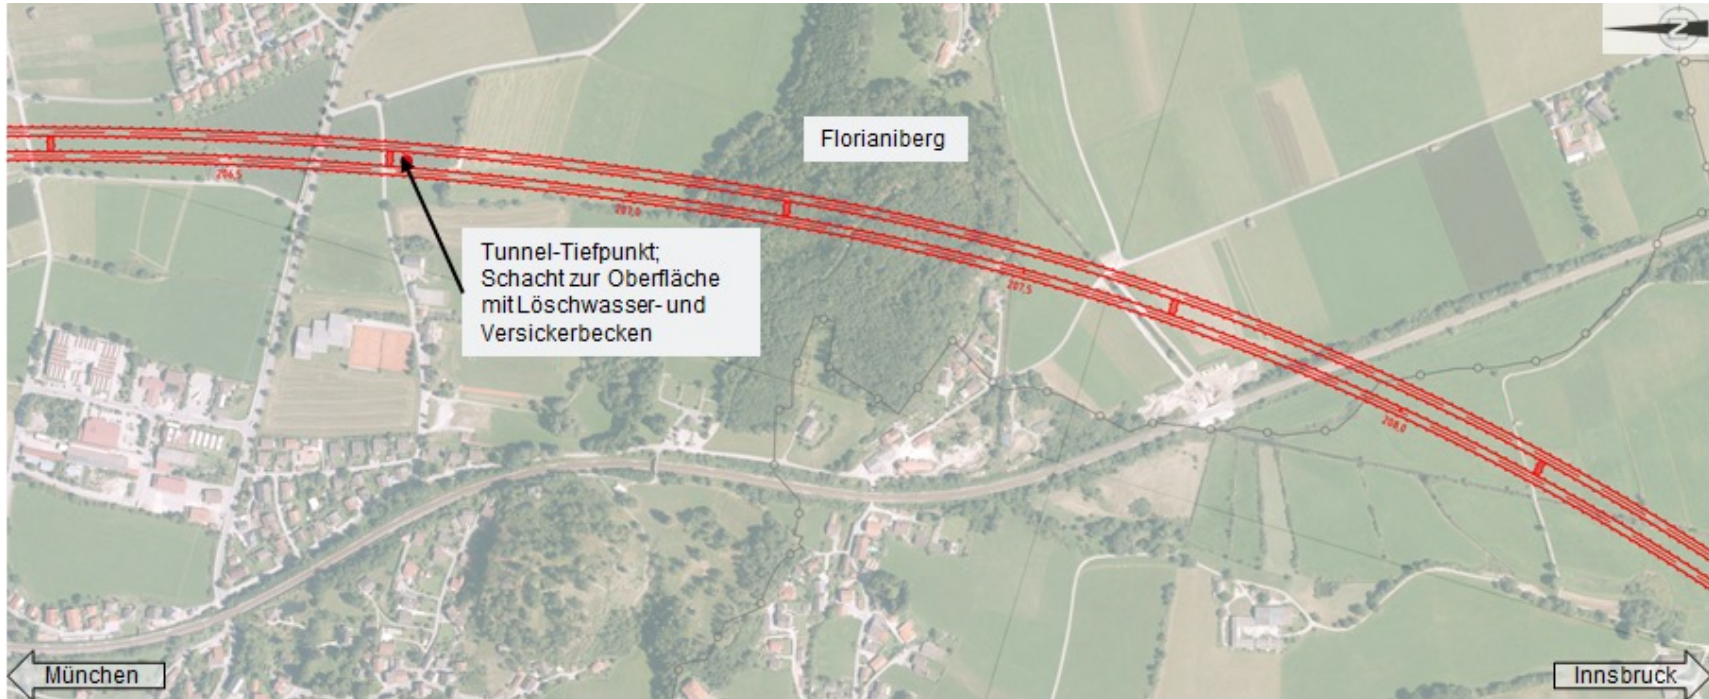 N
Florianiberg
206,5
207,0
Tunnel-Tiefpunkt;
Schacht zur Oberfläche
mit Löschwasser- und
Versickerbecken
207,5
208,0
München
Innsbruck